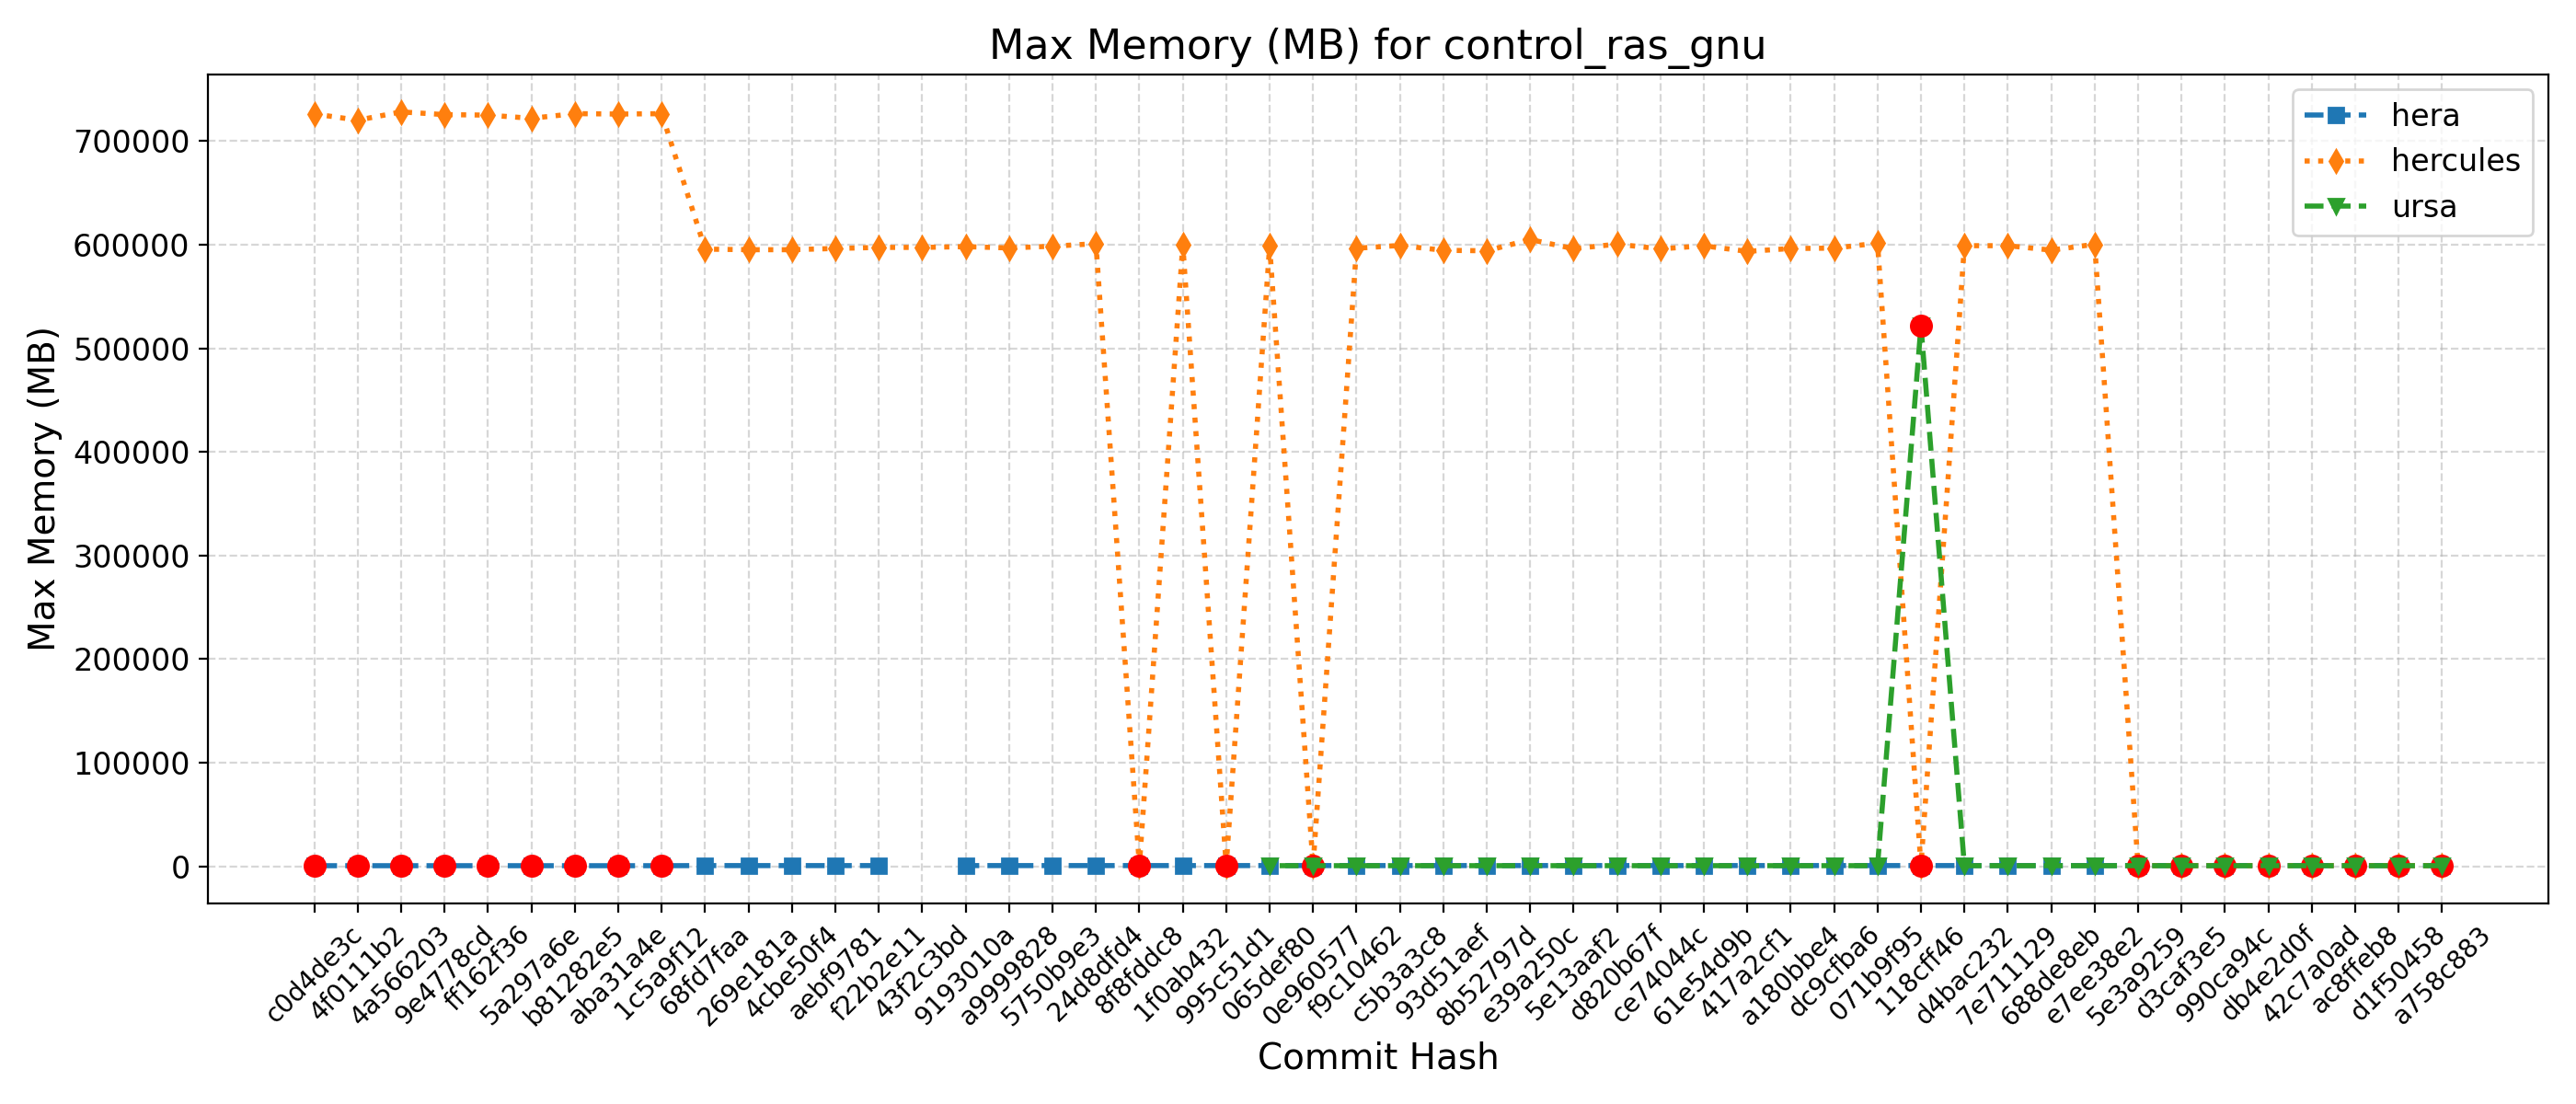 Max Memory (MB) for control_ras_gnu
hera
hercules
ursa
Max Memory (MB)
700000
600000
500000
400000
300000
200000
100000
0
c0d4de3c
4f0111b2
4a566203
9e4778cd
ff162f36
5a297a6e
b81282e5
aba31a4e
1c5a9f12
68fd7faa
269e181a
4cbe50f4
aebf9781
f22b2e11
43f2c3bd
9193010a
a9999828
5750b9e3
24d8dfd4
8f8fddc8
1f0ab432
995c51d1
065def80
0e960577
f9c10462
c5b3a3c8
93d51aef
8b52797d
e39a250c
5e13aaf2
d820b67f
ce74044c
61e54d9b
417a2cf1
a180bbe4
dc9cfba6
071b9f95
118cff46
d4bac232
7e711129
688de8eb
e7ee38e2
5e3a9259
d3caf3e5
990ca94c
db4e2d0f
42c7a0ad
ac8ffeb8
d1f50458
a758c883
Commit Hash